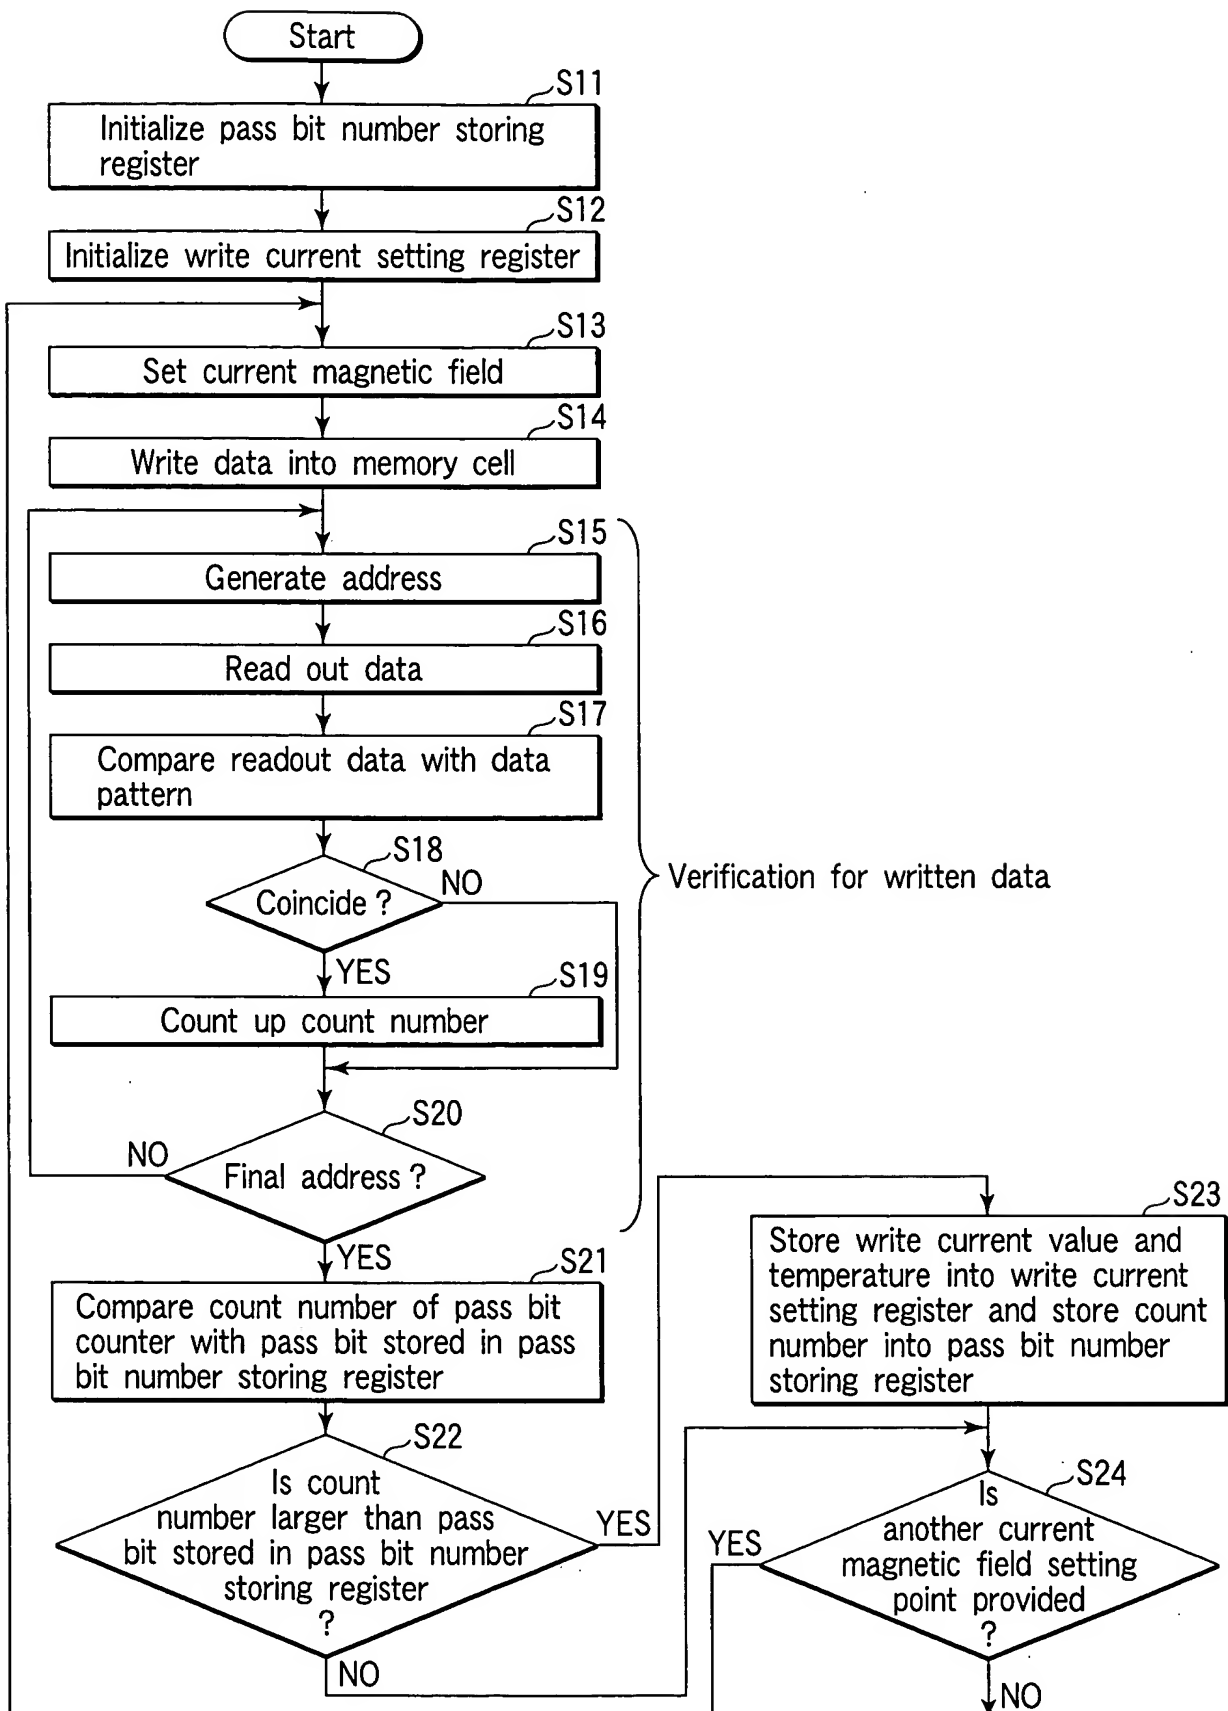 Start
S11
Initialize pass bit number storing
register
S12
Initialize write current setting register
S13
Set current magnetic field
S14
Write data into memory cell
S15
Generate address
S16
Read out data
S17
Compare readout data with data
pattern
S18
Coincide ?
NO
Verification for written data
YES
S19
Count up count number
S20
Final address ?
NO
YES
S21
Compare count number of pass bit
counter with pass bit stored in pass
bit number storing register
S22
Is count
number larger than pass
bit stored in pass bit number
storing register
?
YES
NO
S23
Store write current value and
temperature into write current
setting register and store count
number into pass bit number
storing register
S24
Is
another current
magnetic field setting
point provided
?
YES
NO